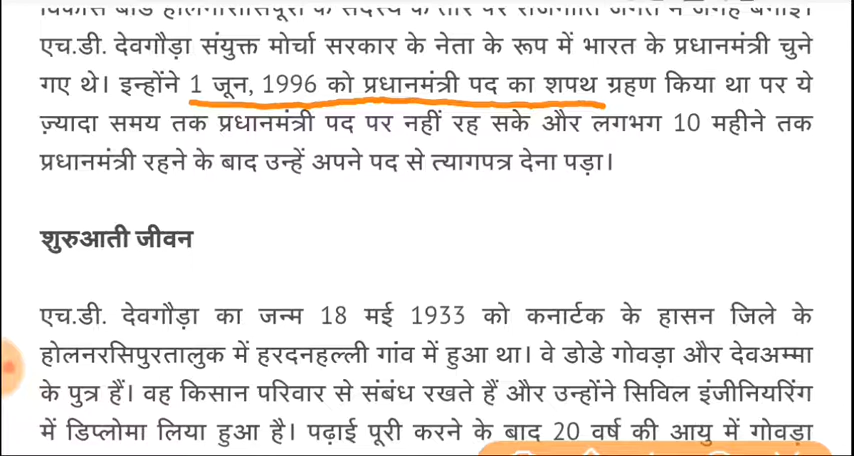 एच.डी. देवगौड़ा संयुक्त मोर्चा सरकार के नेता के रूप में भारत के प्रधानमंत्री चुने
गए थे। इन्होंने 1 जून, 1996 को प्रधानमंत्री पद का शपथ ग्रहण किया था पर ये
ज़्यादा समय तक प्रधानमंत्री पद पर नहीं रह सके और लगभग 10 महीने तक
प्रधानमंत्री रहने के बाद उन्हें अपने पद से त्यागपत्र देना पड़ा।
शुरुआती जीवन
एच.डी. देवगौड़ा का जन्म 18 मई 1933 को कनार्टक के हासन जिले के
होलनरसिपुरतालुक में हरदनहल्ली गांव में हुआ था। वे डोडे गोवड़ा और देवअम्मा
के पुत्र हैं। वह किसान परिवार से संबंध रखते हैं और उन्होंने सिविल इंजीनियरिंग
में डिप्लोमा लिया हुआ है। पढ़ाई पूरी करने के बाद 20 वर्ष की आयु में गोवड़ा